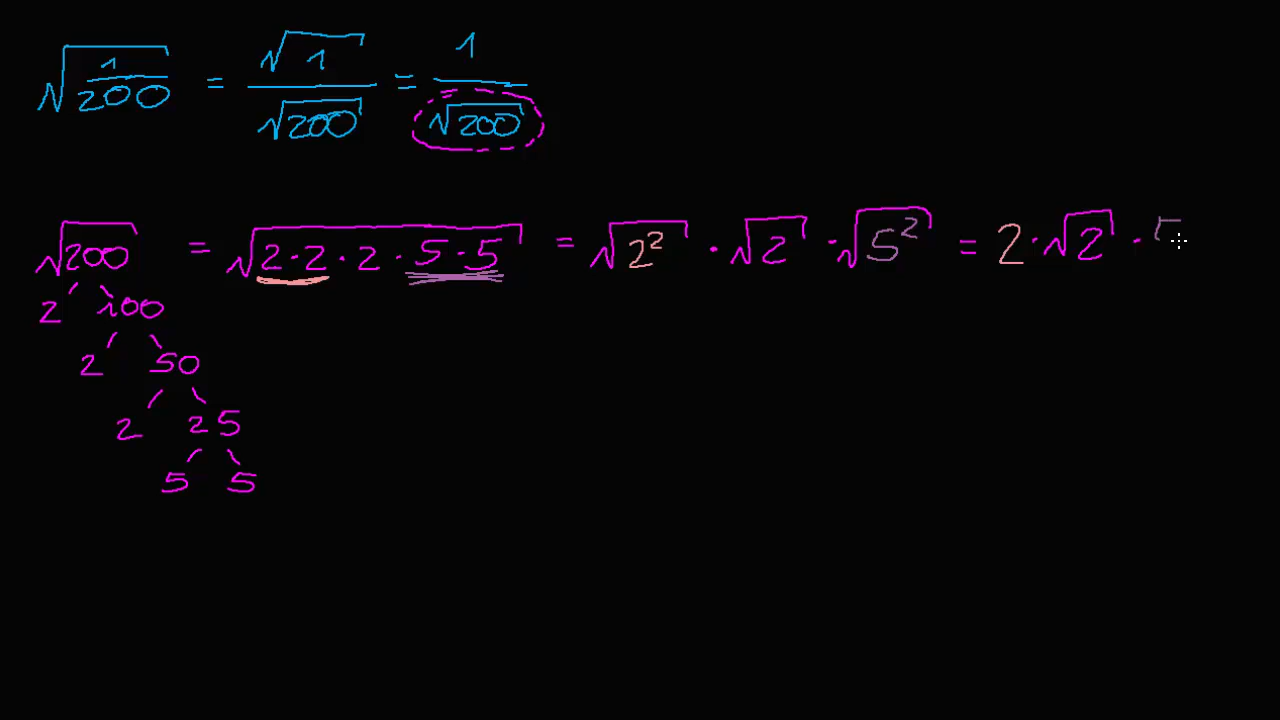 √(1/200) = √1/√200 = 1/√200
√200 = √(2·2·2·5·5) = √(2²) · √2 · √(5²) = 2 · √2 · 5
2 100
2 50
2 25
5 5